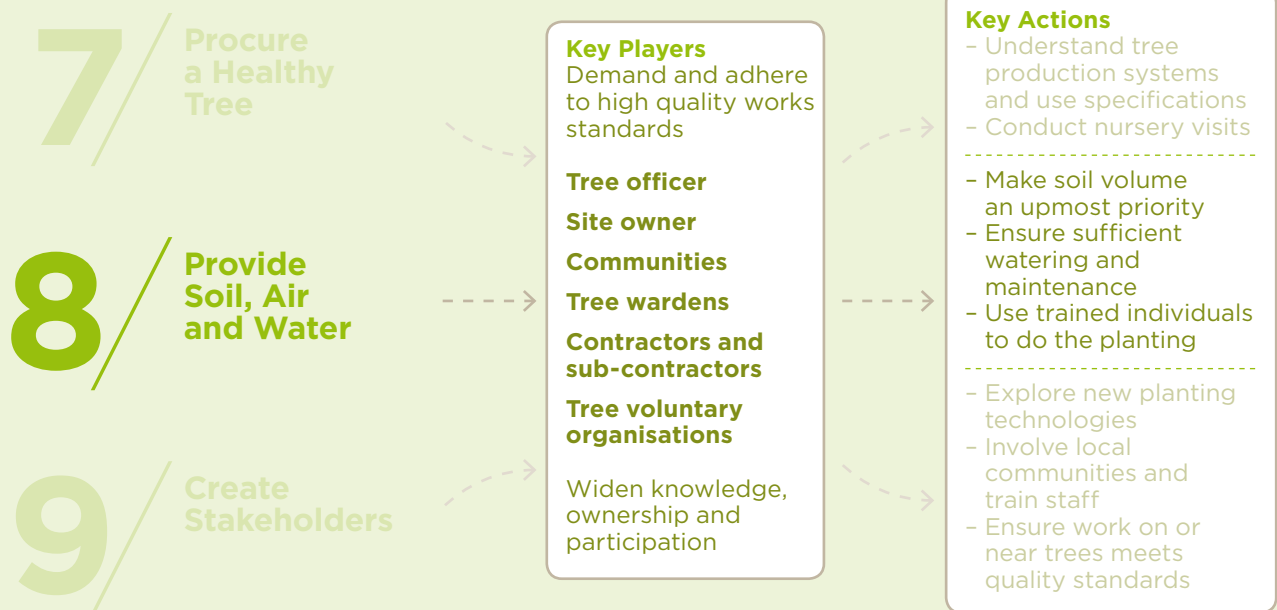 7
Procure
a Healthy
Tree
8
Provide
Soil, Air
and Water
9
Create
Stakeholders
Key Players
Demand and adhere
to high quality works
standards
Tree officer
Site owner
Communities
Tree wardens
Contractors and
sub-contractors
Tree voluntary
organisations
Widen knowledge,
ownership and
participation
Key Actions
– Understand tree
production systems
and use specifications
– Conduct nursery visits
– Make soil volume
an upmost priority
– Ensure sufficient
watering and
maintenance
– Use trained individuals
to do the planting
– Explore new planting
technologies
– Involve local
communities and
train staff
– Ensure work on or
near trees meets
quality standards